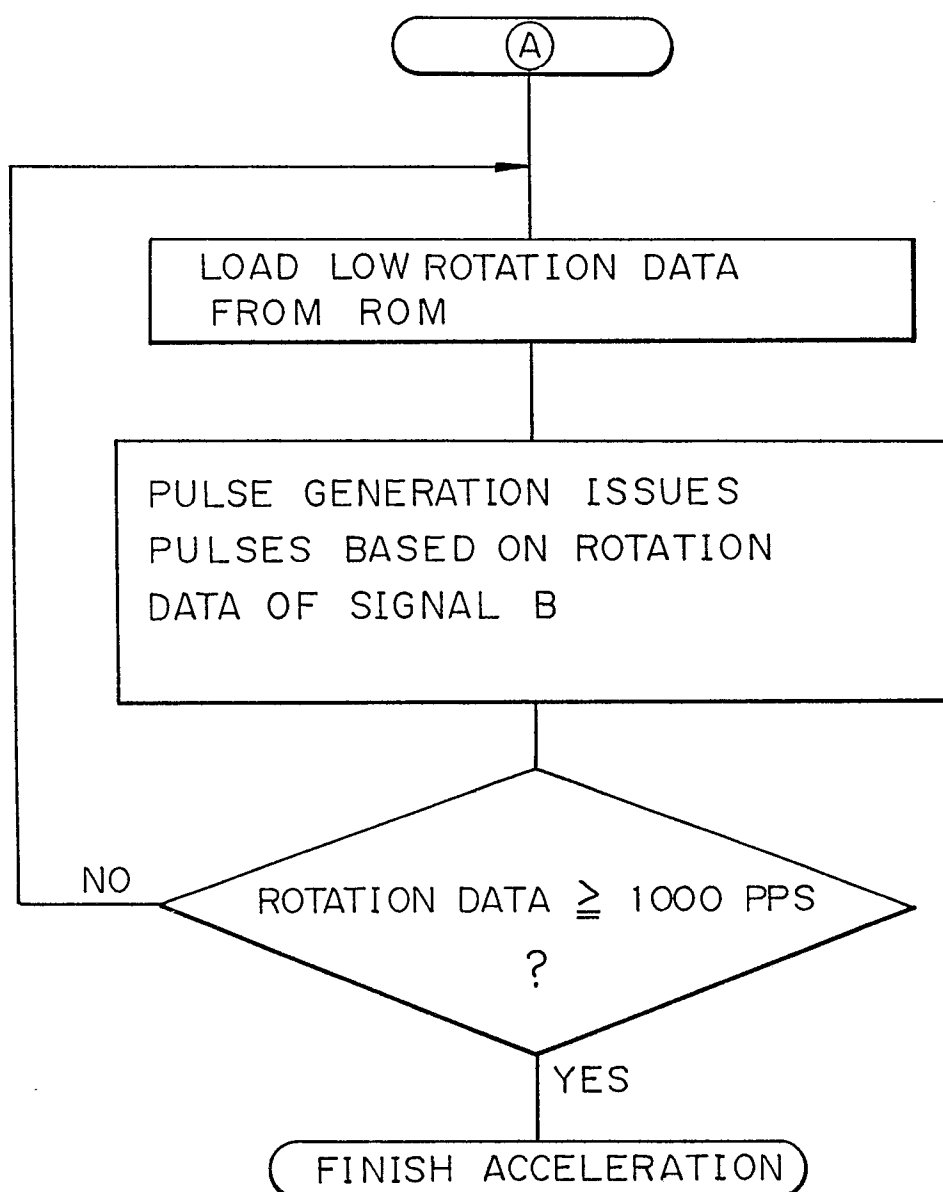 A
LOAD LOW ROTATION DATA
FROM ROM
PULSE GENERATION ISSUES
PULSES BASED ON ROTATION
DATA OF SIGNAL B
NO
ROTATION DATA ≧ 1000 PPS
?
YES
FINISH ACCELERATION